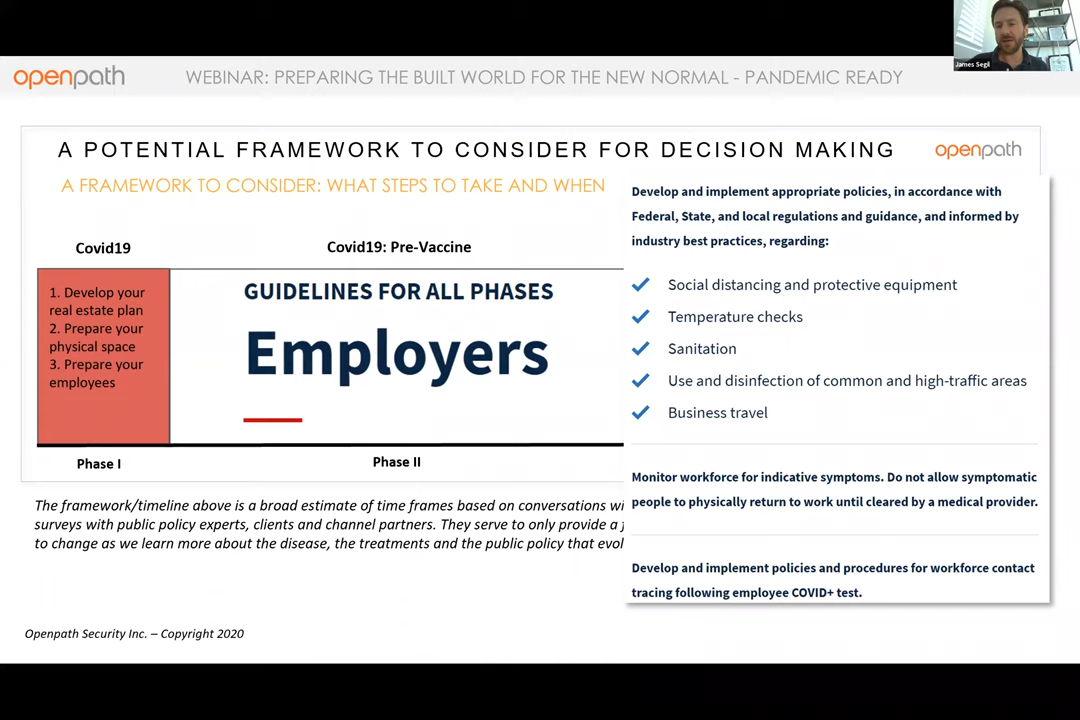 James Segil
openpath
WEBINAR: PREPARING THE BUILT WORLD FOR THE NEW NORMAL - PANDEMIC READY
A POTENTIAL FRAMEWORK TO CONSIDER FOR DECISION MAKING
openpath
A FRAMEWORK TO CONSIDER: WHAT STEPS TO TAKE AND WHEN
Covid19
1. Develop your
real estate plan
2. Prepare your
physical space
3. Prepare your
employees
Phase I
Covid19: Pre-Vaccine
GUIDELINES FOR ALL PHASES
Employers
Phase II
Develop and implement appropriate policies, in accordance with
Federal, State, and local regulations and guidance, and informed by
industry best practices, regarding:
Social distancing and protective equipment
Temperature checks
Sanitation
Use and disinfection of common and high-traffic areas
Business travel
Monitor workforce for indicative symptoms. Do not allow symptomatic
people to physically return to work until cleared by a medical provider.
Develop and implement policies and procedures for workforce contact
tracing following employee COVID+ test.
The framework/timeline above is a broad estimate of time frames based on conversations
surveys with public policy experts, clients and channel partners. They serve to only provide a
to change as we learn more about the disease, the treatments and the public policy that
Openpath Security Inc. – Copyright 2020